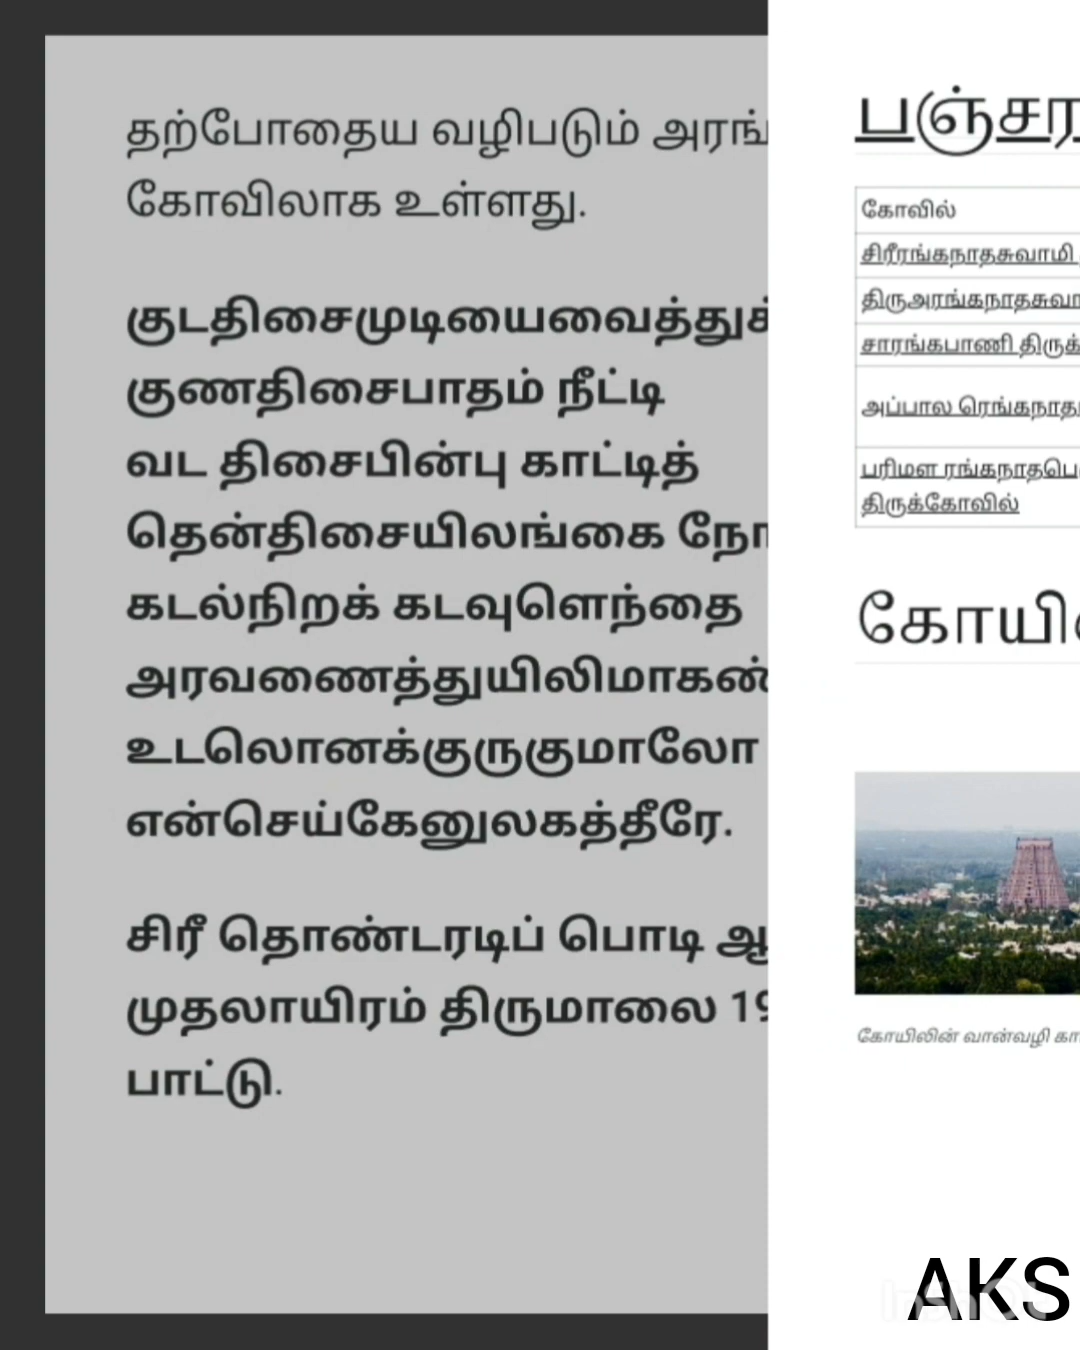 தற்போதைய வழிபடும் அரங்
கோவிலாக உள்ளது.
குடதிசைமுடியைவைத்துக்
குணதிசைபாதம் நீட்டி
வட திசைபின்பு காட்டித்
தென்திசையிலங்கை நோ
கடல்நிறக் கடவுளெந்தை
அரவணைத்துயிலிமாகண்
உடலொனக்குருகுமாலோ
என்செய்கேனுலகத்தீரே.
சிரீ தொண்டரடிப் பொடி ஆ
முதலாயிரம் திருமாலை 19
பாட்டு.
பஞ்சர
கோவில்
சிரீரங்கநாதசுவாமி
திருஅரங்கநாதசுவா
சாரங்கபாணி திருக்
அப்பால ரெங்கநாத
பரிமள ரங்கநாதபெ
திருக்கோவில்
கோயி
கோயிலின் வான்வழி கா
AKS
InShot